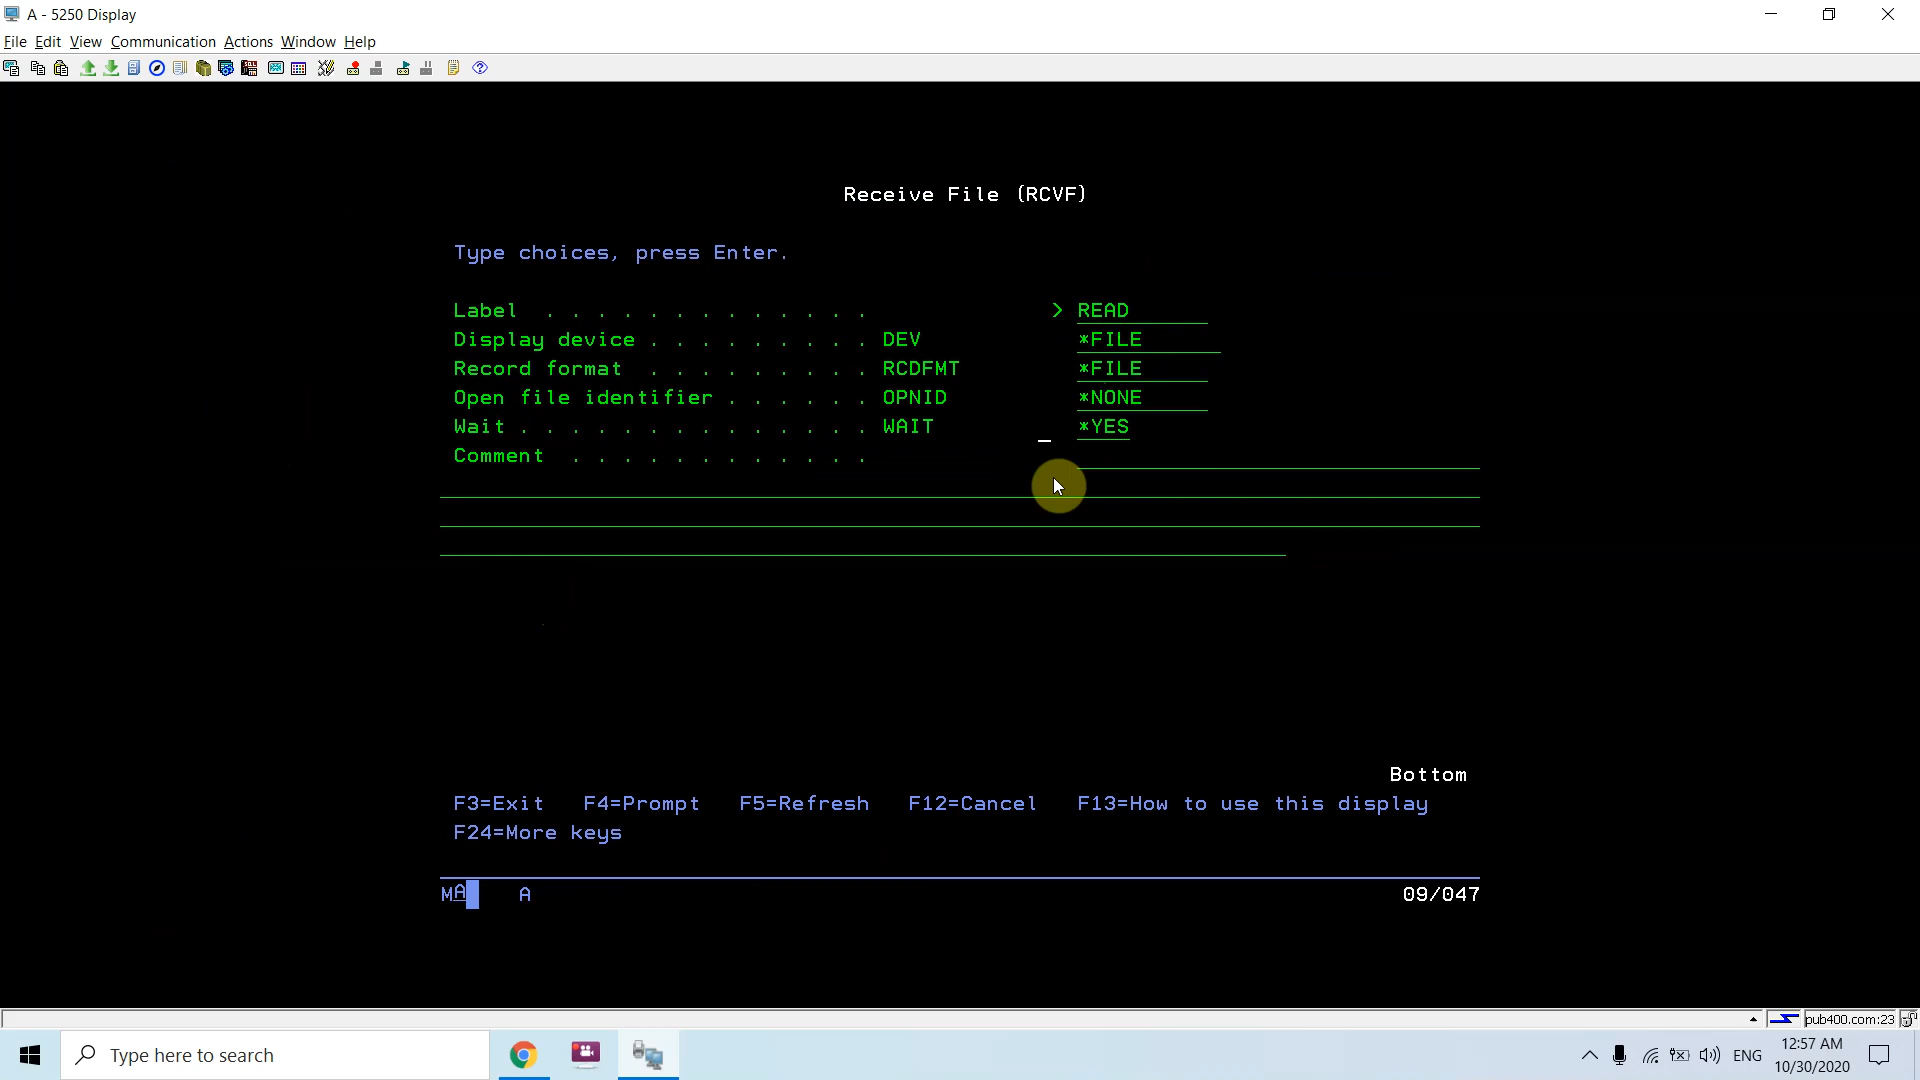 A - 5250 Display
File Edit View Communication Actions Window Help
Receive File (RCVF)
Type choices, press Enter.
Label . . . . . . . . . . . . . > READ
Display device . . . . . . . . . DEV *FILE
Record format . . . . . . . . . RCDFMT *FILE
Open file identifier . . . . . . OPNID *NONE
Wait . . . . . . . . . . . . . . WAIT *YES
Comment . . . . . . . . . . . .
Bottom
F3=Exit F4=Prompt F5=Refresh F12=Cancel F13=How to use this display
F24=More keys
MA A 09/047
pub400.com:23
Type here to search
ENG
12:57 AM
10/30/2020